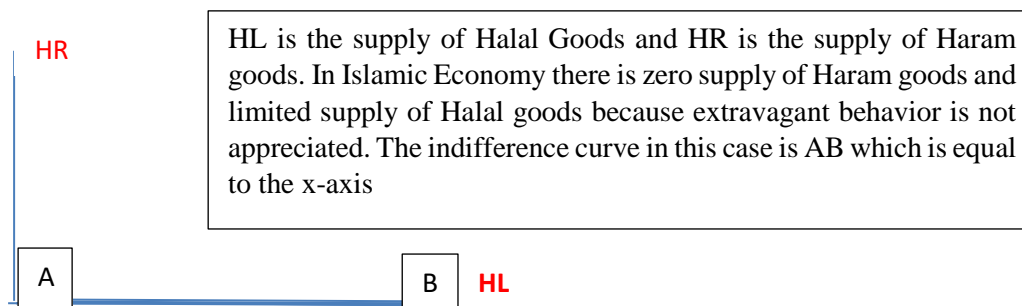 HR
HL is the supply of Halal Goods and HR is the supply of Haram
goods. In Islamic Economy there is zero supply of Haram goods and
limited supply of Halal goods because extravagant behavior is not
appreciated. The indifference curve in this case is AB which is equal
to the x-axis
A
B
HL